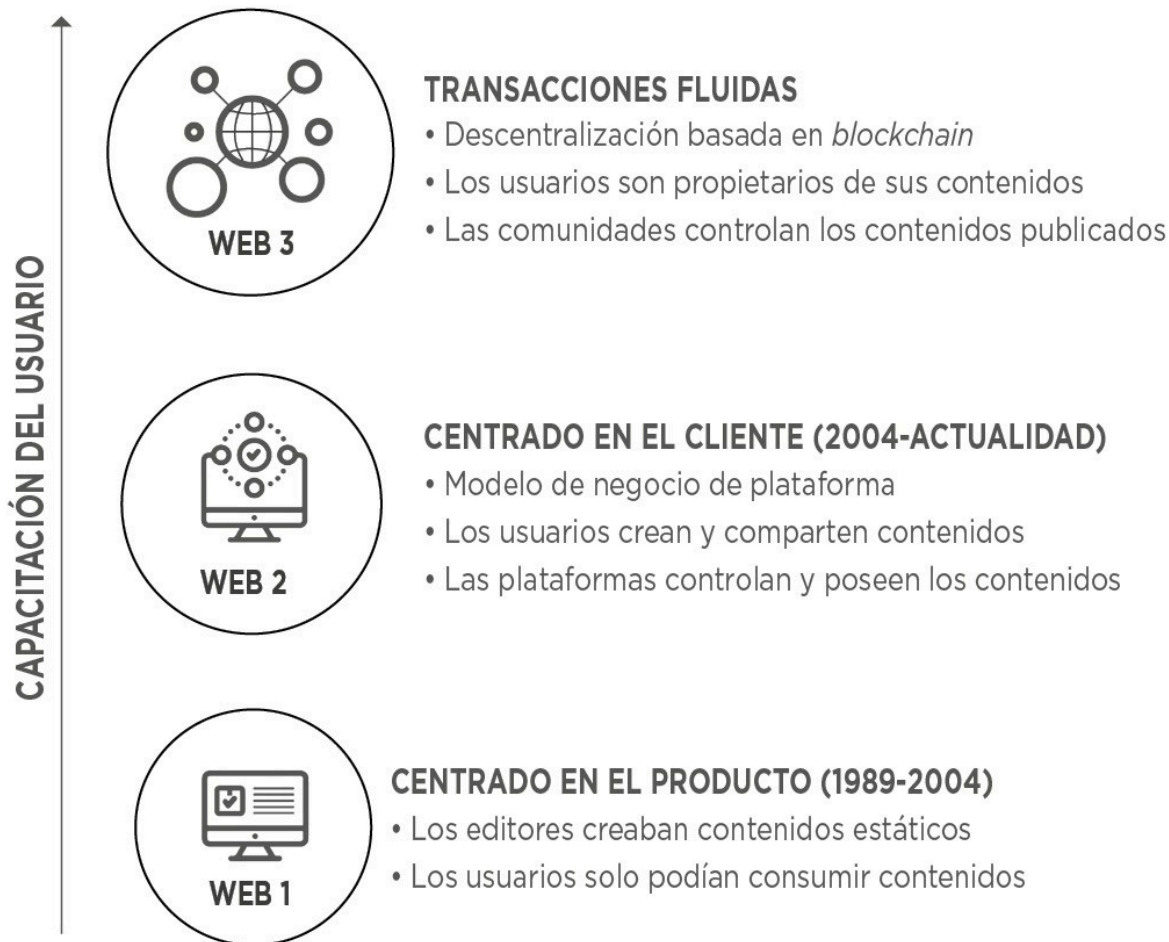 CAPACITACIÓN DEL USUARIO
WEB 3
TRANSACCIONES FLUIDAS
• Descentralización basada en blockchain
• Los usuarios son propietarios de sus contenidos
• Las comunidades controlan los contenidos publicados
WEB 2
CENTRADO EN EL CLIENTE (2004-ACTUALIDAD)
• Modelo de negocio de plataforma
• Los usuarios crean y comparten contenidos
• Las plataformas controlan y poseen los contenidos
WEB 1
CENTRADO EN EL PRODUCTO (1989-2004)
• Los editores creaban contenidos estáticos
• Los usuarios solo podían consumir contenidos